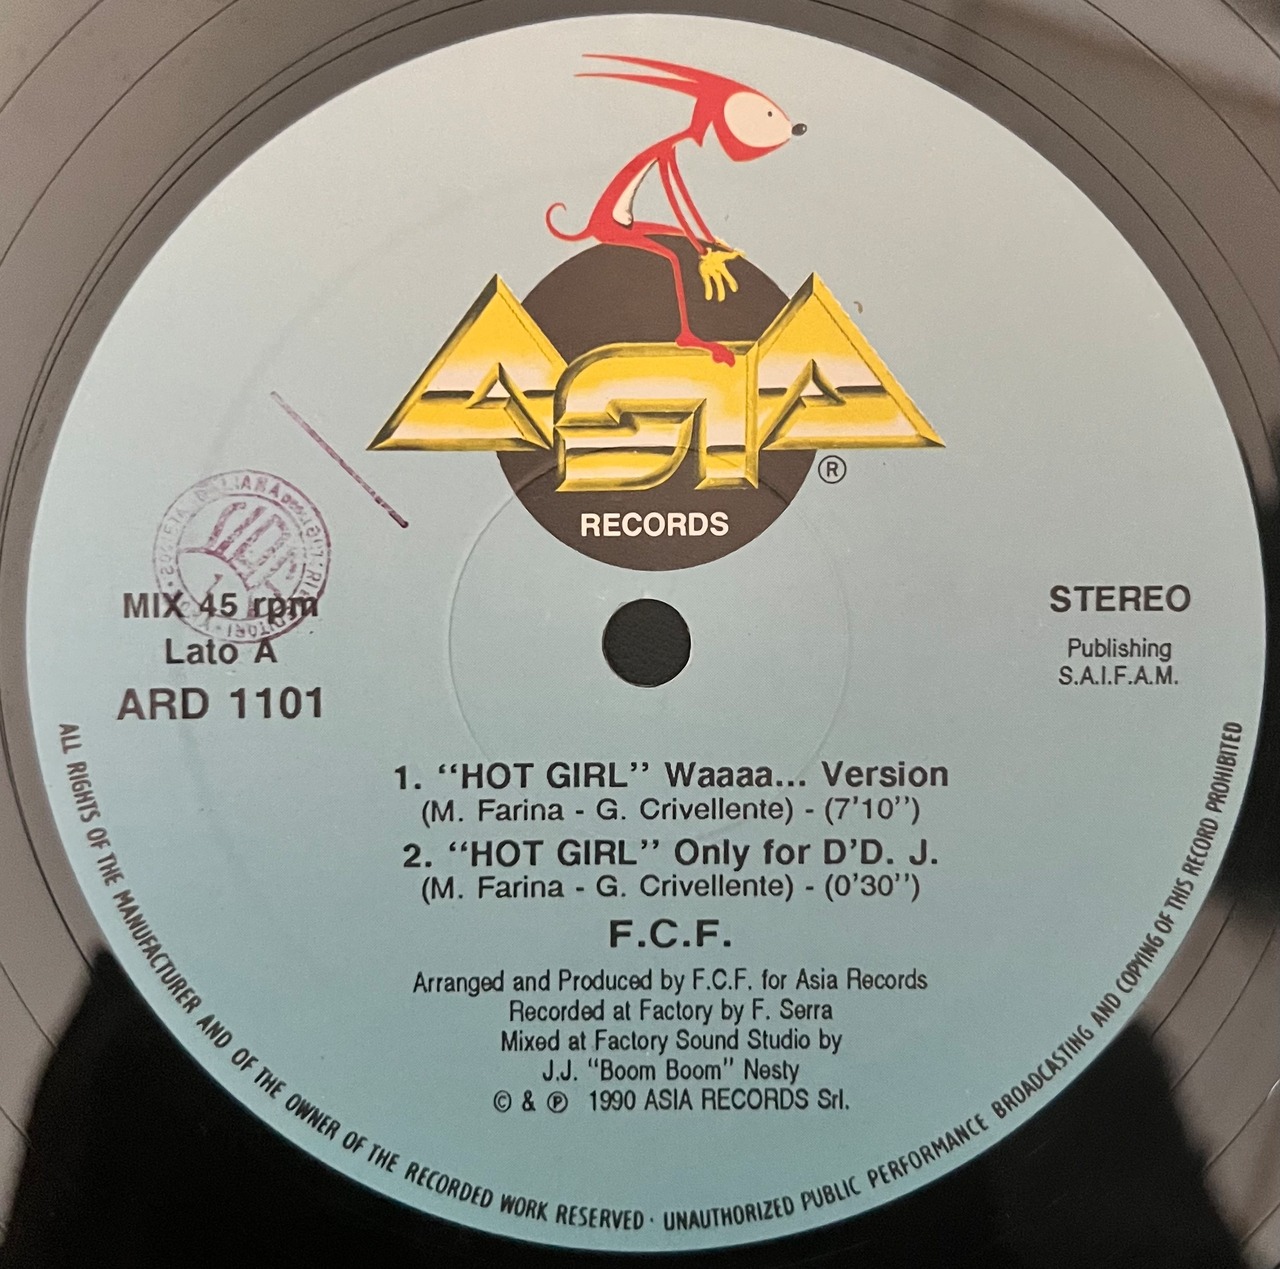 ASIA
®
RECORDS
MIX 45 rpm
Lato A
ARD 1101
STEREO
Publishing
S.A.I.F.A.M.
1. “HOT GIRL” Waaaa... Version
(M. Farina - G. Crivellente) - (7’10’’)
2. “HOT GIRL” Only for D’D. J.
(M. Farina - G. Crivellente) - (0’30’’)
F.C.F.
Arranged and Produced by F.C.F. for Asia Records
Recorded at Factory by F. Serra
Mixed at Factory Sound Studio by
J.J. “Boom Boom” Nesty
© & ℗ 1990 ASIA RECORDS Srl.
ALL RIGHTS OF THE MANUFACTURER AND OF THE OWNER OF THE RECORDED WORK RESERVED · UNAUTHORIZED PUBLIC PERFORMANCE BROADCASTING AND COPYING OF THIS RECORD PROHIBITED